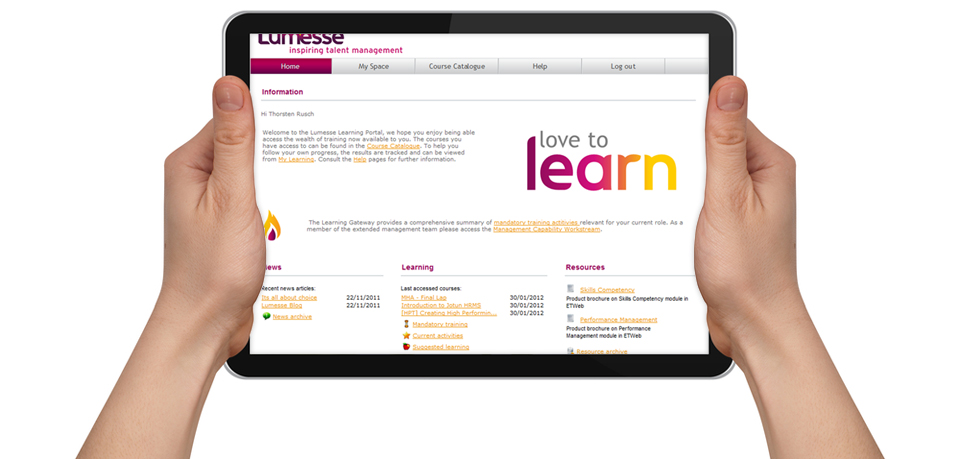 Lumesse
inspiring talent management
Home My Space Course Catalogue Help Log out
Information
Hi Thorsten Rusch
Welcome to the Lumesse Learning Portal, we hope you enjoy being able
access the wealth of training now available to you. The courses you
have access to can be found in the Course Catalogue. To help you
follow your own progress, the results are tracked and can be viewed
from My Learning. Consult the Help pages for further information.
love to
learn
The Learning Gateway provides a comprehensive summary of mandatory training actitivies relevant for your current role. As a
member of the extended management team please access the Management Capability Workstream.
News
Recent news articles:
Its all about choice 22/11/2011
Lumesse Blog 22/11/2011
News archive
Learning
Last accessed courses:
MHA - Final Lap 30/01/2012
Introduction to Jotun HRMS 30/01/2012
[MPT] Creating High Performin... 30/01/2012
Mandatory training
Current activities
Suggested learning
Resources
Skills Competency
Product brochure on Skills Competency module in
ETWeb
Performance Management
Product brochure on Performance
Management module in ETWeb
Resource archive